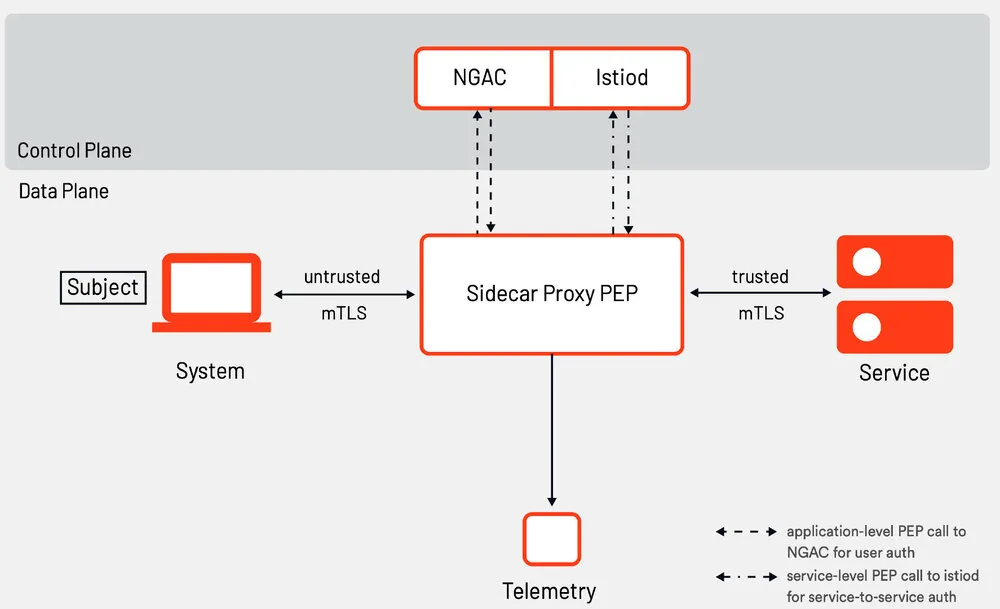 NGAC
Istiod
Control Plane
Data Plane
Subject
untrusted
mTLS
Sidecar Proxy PEP
trusted
mTLS
System
Service
application-level PEP call to
NGAC for user auth
service-level PEP call to istiod
for service-to-service auth
Telemetry